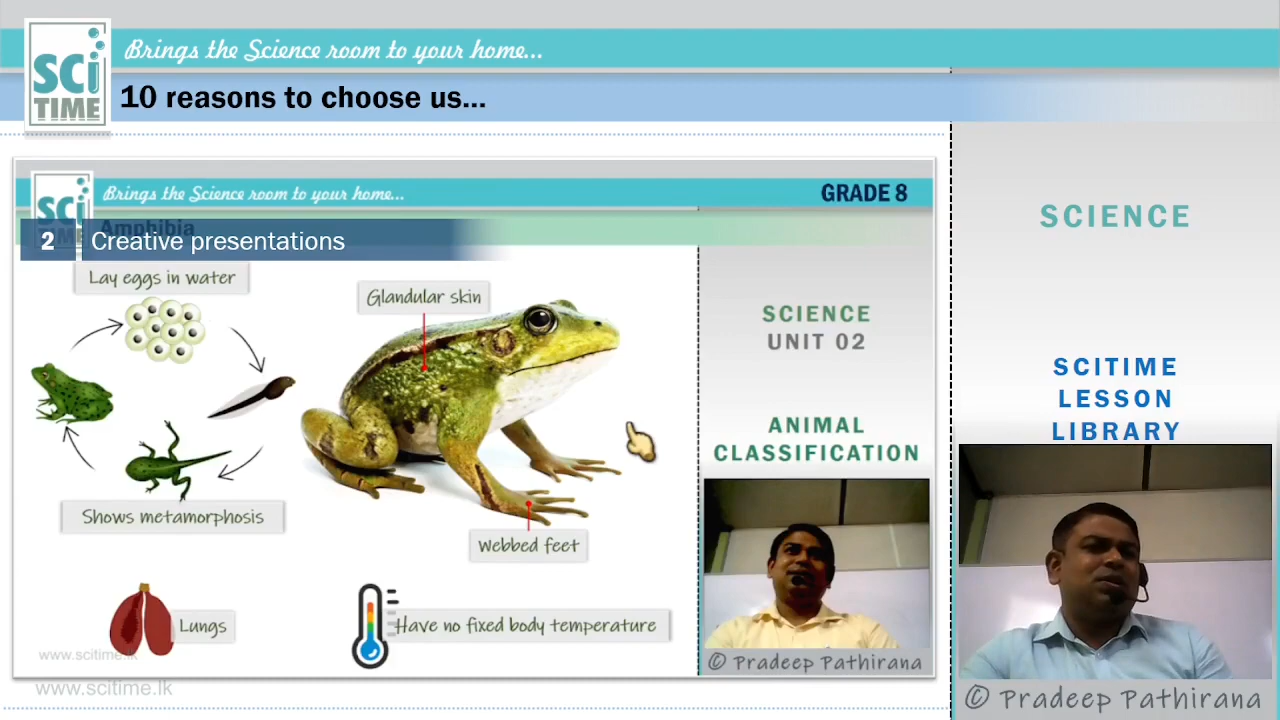 SCi
TIME
Brings the Science room to your home...
10 reasons to choose us...
SCi
TIME
Brings the Science room to your home...
GRADE 8
Amphibia
2 Creative presentations
Lay eggs in water
Glandular skin
Shows metamorphosis
Webbed feet
Lungs
Have no fixed body temperature
www.scitime.lk
SCIENCE
UNIT 02
ANIMAL
CLASSIFICATION
© Pradeep Pathirana
www.scitime.lk
SCIENCE
SCITIME
LESSON
LIBRARY
© Pradeep Pathirana